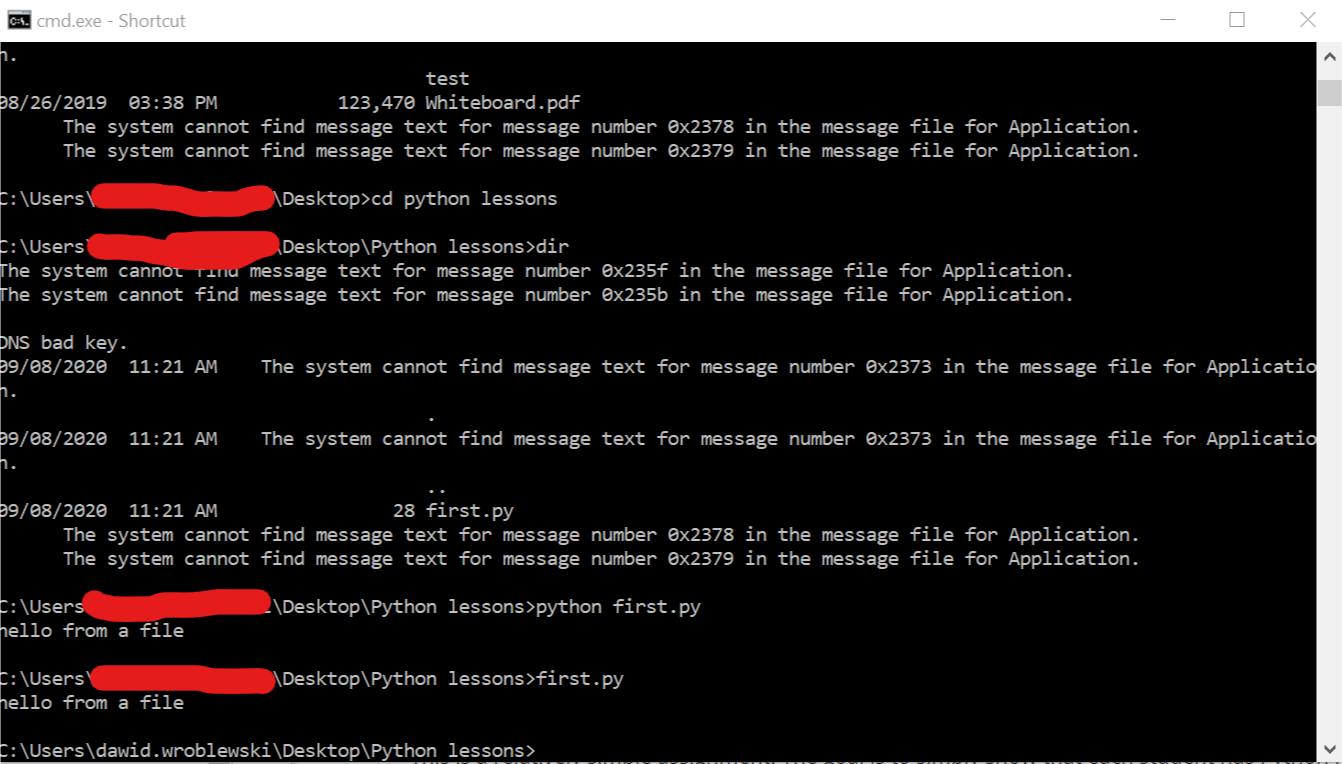 cmd.exe - Shortcut
n.
test
08/26/2019 03:38 PM 123,470 Whiteboard.pdf
The system cannot find message text for message number 0x2378 in the message file for Application.
The system cannot find message text for message number 0x2379 in the message file for Application.
C:\Users\ \Desktop>cd python lessons
C:\Users \Desktop\Python lessons>dir
The system cannot find message text for message number 0x235f in the message file for Application.
The system cannot find message text for message number 0x235b in the message file for Application.
DNS bad key.
09/08/2020 11:21 AM The system cannot find message text for message number 0x2373 in the message file for Applicatio
n.
.
09/08/2020 11:21 AM The system cannot find message text for message number 0x2373 in the message file for Applicatio
n.
..
09/08/2020 11:21 AM 28 first.py
The system cannot find message text for message number 0x2378 in the message file for Application.
The system cannot find message text for message number 0x2379 in the message file for Application.
C:\Users \Desktop\Python lessons>python first.py
hello from a file
C:\Users\ \Desktop\Python lessons>first.py
hello from a file
C:\Users\dawid.wroblewski\Desktop\Python lessons>